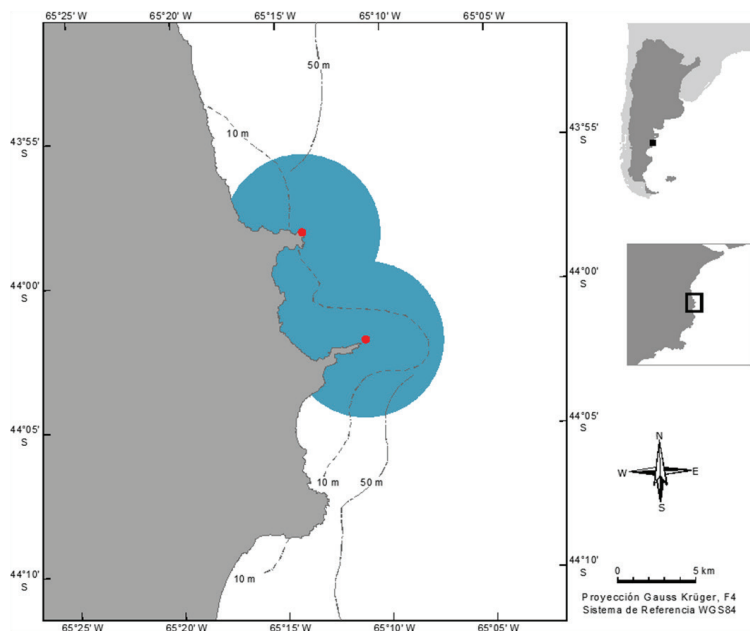 65°25' W 65°20' W 65°15' W 65°10' W 65°05' W
50 m
10 m
43°55'
S
43°55'
S
44°00'
S
44°00'
S
44°05'
S
44°05'
S
10 m
50 m
10 m
44°10'
S
44°10'
S
65°25' W 65°20' W 65°15' W 65°10' W 65°05' W
N
W E
S
0 5 km
Proyección Gauss Krüger, F4
Sistema de Referencia WGS84